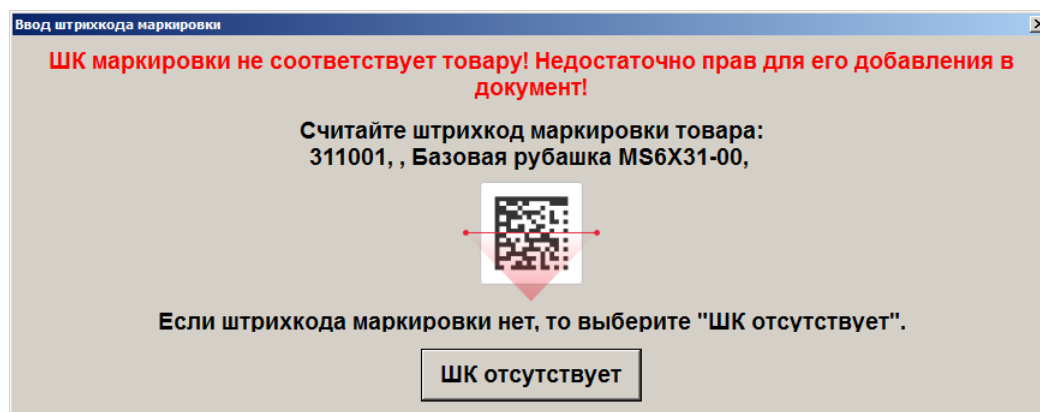 Ввод штрихкода маркировки
ШК маркировки не соответствует товару! Недостаточно прав для его добавления в
документ!
Считайте штрихкод маркировки товара:
311001, , Базовая рубашка MS6X31-00,
Если штрихкода маркировки нет, то выберите "ШК отсутствует".
ШК отсутствует